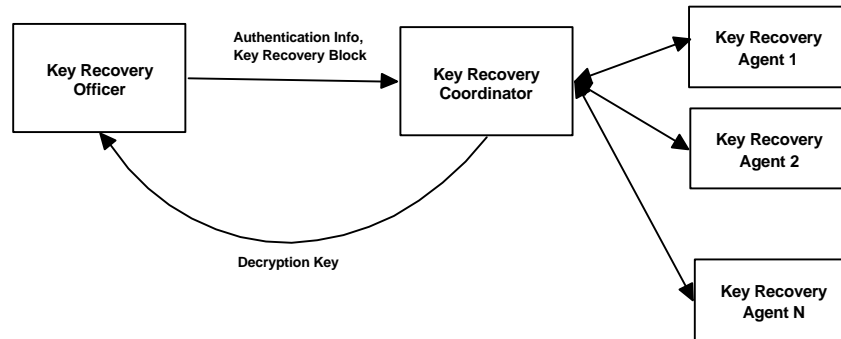 Authentication Info,
Key Recovery Block
Key Recovery
Officer
Key Recovery
Coordinator
Key Recovery
Agent 1
Key Recovery
Agent 2
Decryption Key
Key Recovery
Agent N